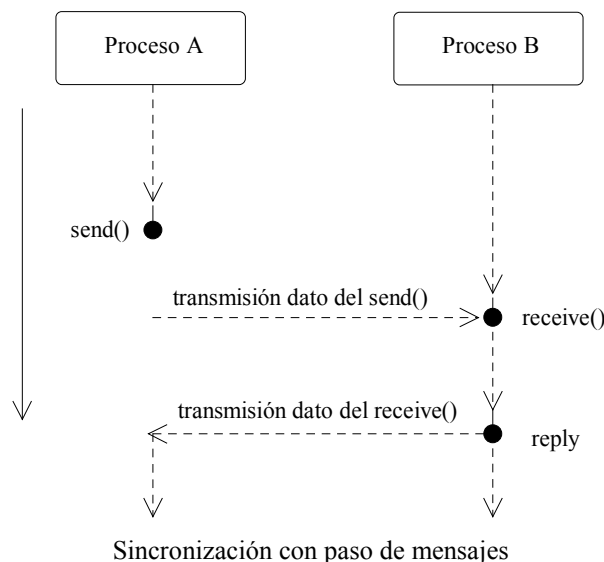 Proceso A
Proceso B
send()
transmisión dato del send()
receive()
transmisión dato del receive()
reply
Sincronización con paso de mensajes